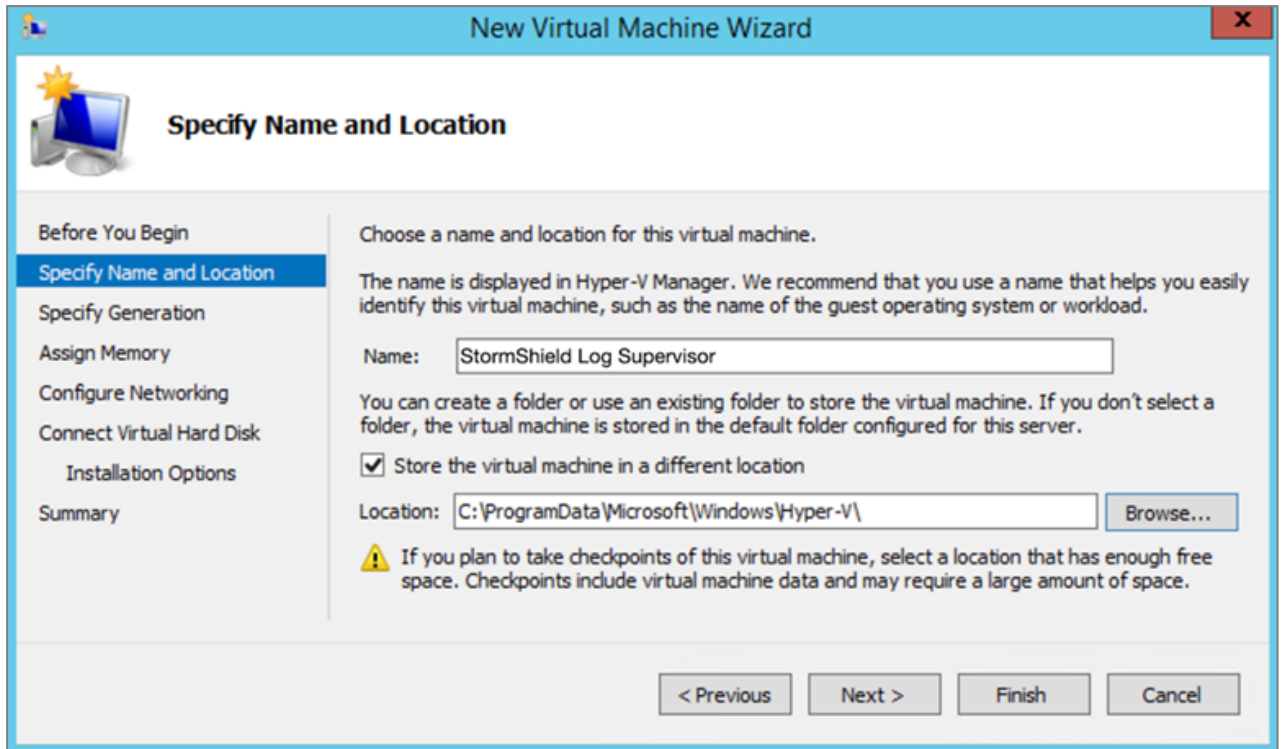 New Virtual Machine Wizard
x
Specify Name and Location
Before You Begin
Specify Name and Location
Specify Generation
Assign Memory
Configure Networking
Connect Virtual Hard Disk
Installation Options
Summary
Choose a name and location for this virtual machine.
The name is displayed in Hyper-V Manager. We recommend that you use a name that helps you easily
identify this virtual machine, such as the name of the guest operating system or workload.
Name: StormShield Log Supervisor
You can create a folder or use an existing folder to store the virtual machine. If you don't select a
folder, the virtual machine is stored in the default folder configured for this server.
Store the virtual machine in a different location
Location: C:\ProgramData\Microsoft\Windows\Hyper-V\ Browse...
If you plan to take checkpoints of this virtual machine, select a location that has enough free
space. Checkpoints include virtual machine data and may require a large amount of space.
< Previous Next > Finish Cancel